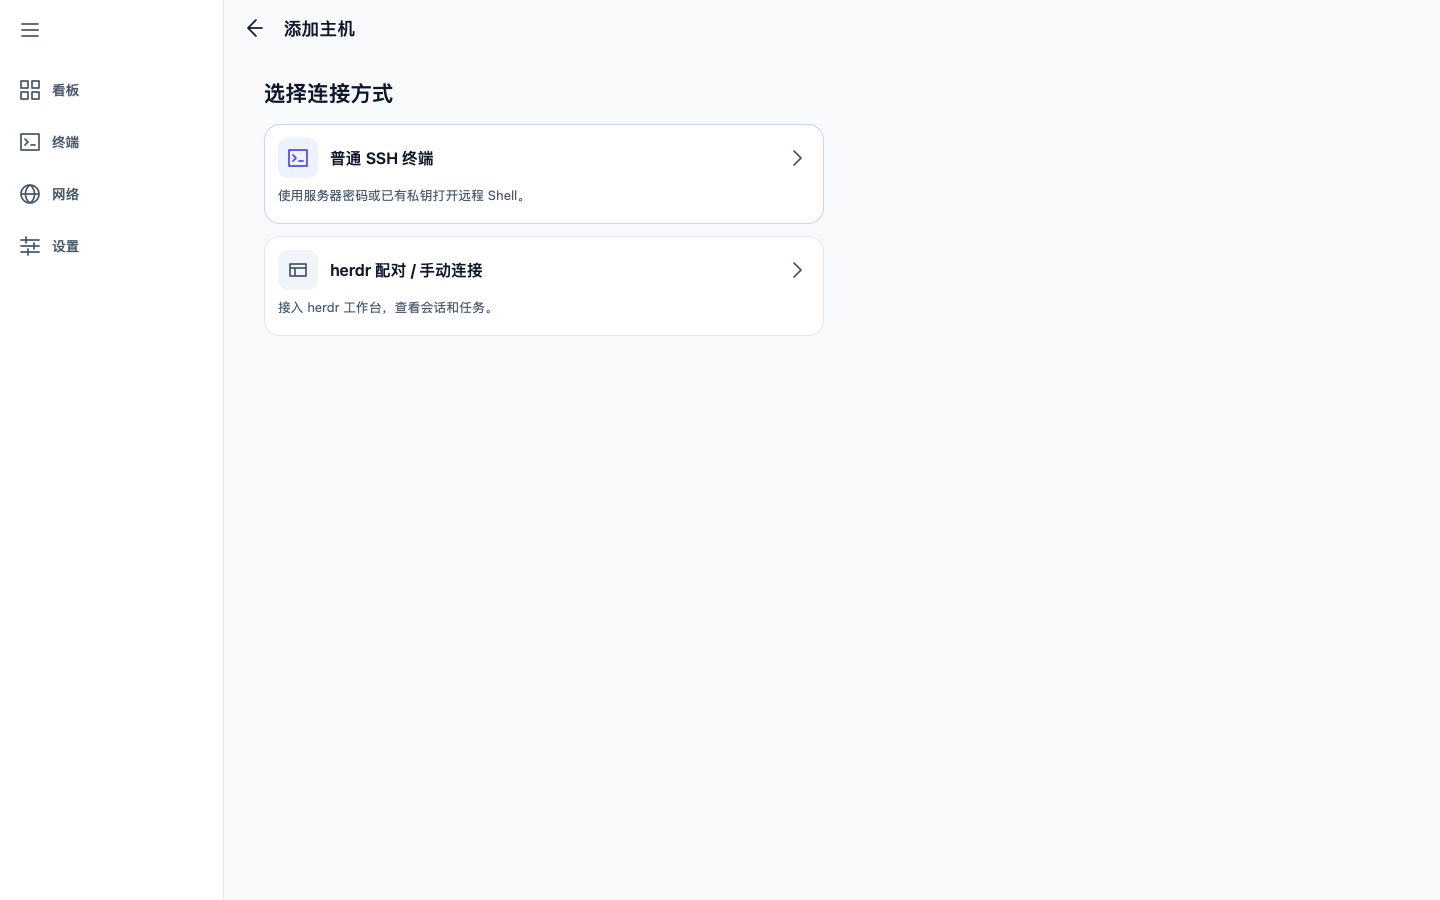 添加主机
看板
终端
网络
设置
选择连接方式
普通 SSH 终端
使用服务器密码或已有私钥打开远程 Shell。
herdr 配对 / 手动连接
接入 herdr 工作台，查看会话和任务。